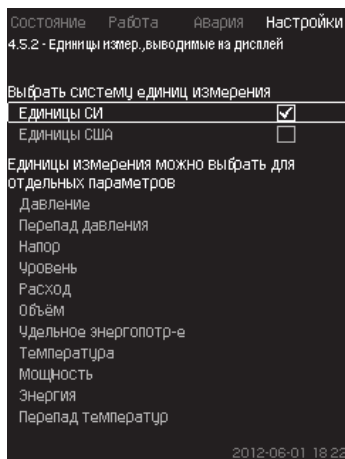 Состояние Работа Авария Настройки
4.5.2 - Единицы измер.,выводимые на дисплей
Выбрать систему единиц измерения
Единицы СИ
Единицы США
Единицы измерения можно выбрать для
отдельных параметров
Давление
Перепад давления
Напор
Уровень
Расход
Объём
Удельное энергопотр-е
Температура
Мощность
Энергия
Перепад температур
2012-06-01 18:22